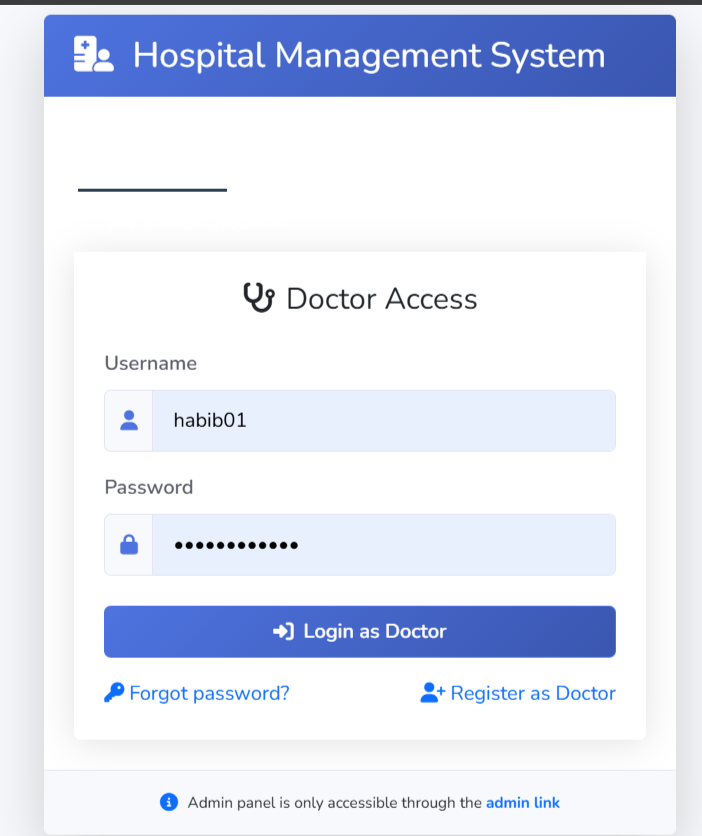 Hospital Management System
Doctor Access
Username
habib01
Password
••••••••••••
Login as Doctor
Forgot password? Register as Doctor
Admin panel is only accessible through the admin link